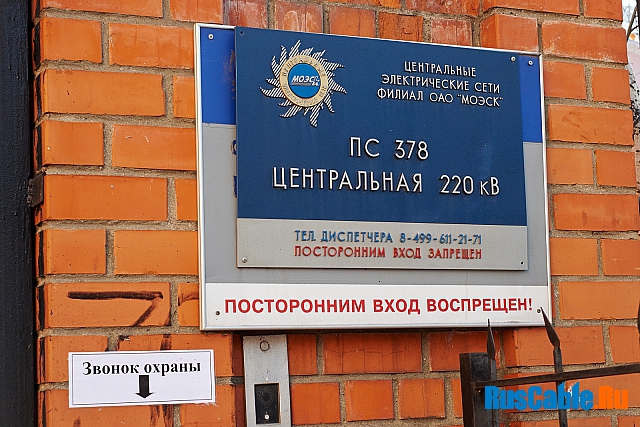 МОЭСК
ЦЕНТРАЛЬНЫЕ
ЭЛЕКТРИЧЕСКИЕ СЕТИ
ФИЛИАЛ ОАО "МОЭСК"
ПС 378
ЦЕНТРАЛЬНАЯ 220 кВ
ТЕЛ. ДИСПЕТЧЕРА 8-499-611-21-71
ПОСТОРОННИМ ВХОД ЗАПРЕЩЕН
ПОСТОРОННИМ ВХОД ВОСПРЕЩЕН!
Звонок охраны
RusCable.Ru